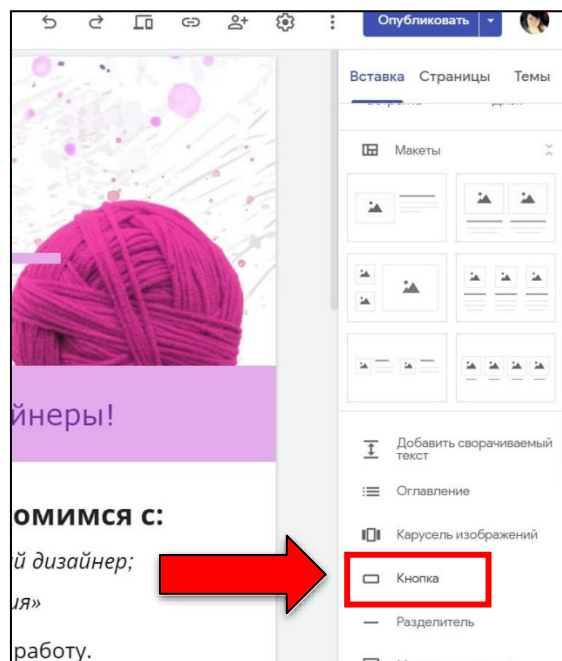 Опубликовать
Вставка Страницы Темы
Макеты
йнеры!
Добавить сворачиваемый
текст
Оглавление
омимся с:
Карусель изображений
й дизайнер;
Кнопка
ия»
Разделитель
работу.